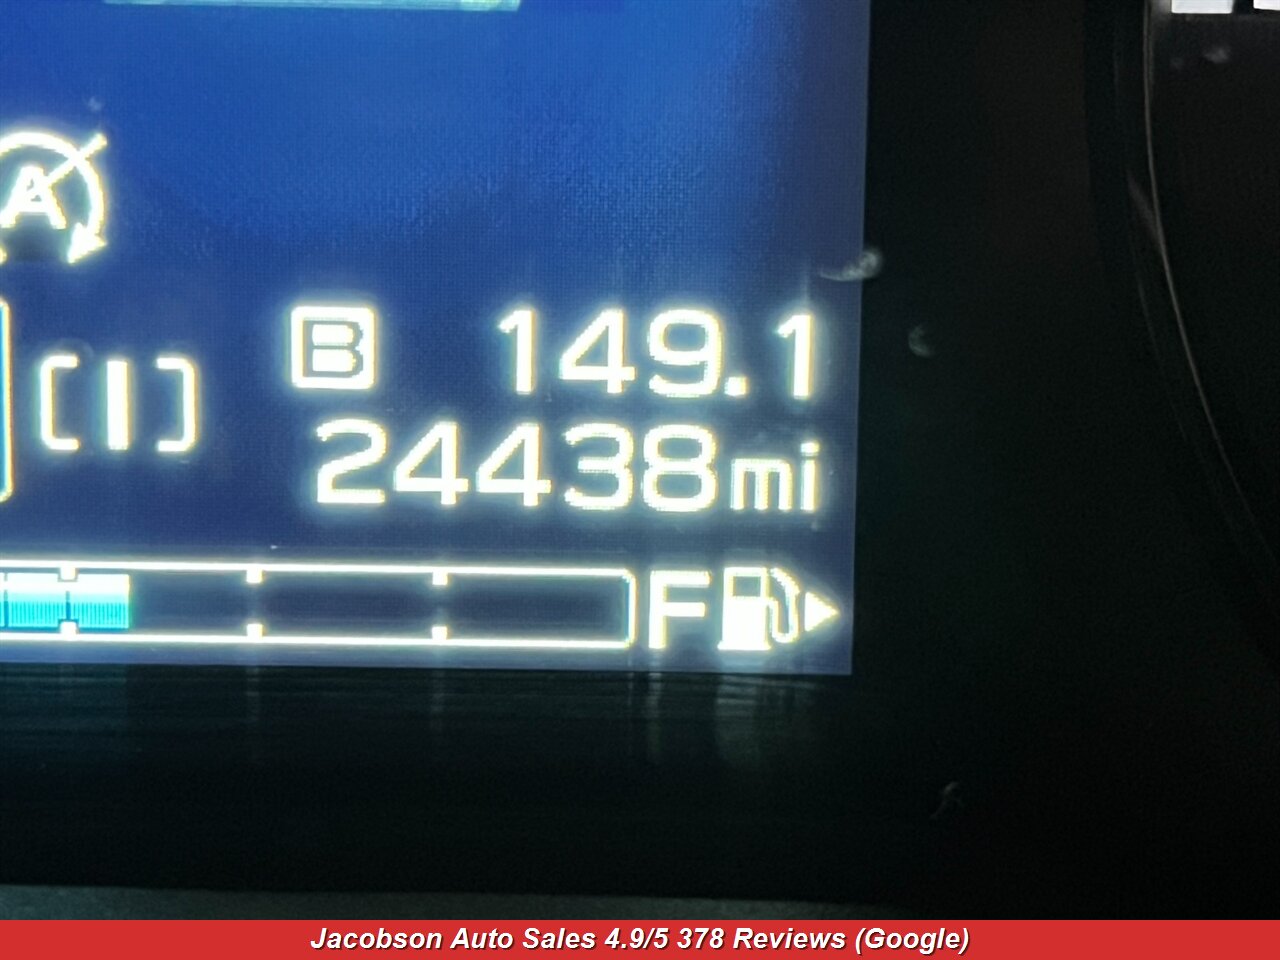 A
B 149.1
24438mi
F
Jacobson Auto Sales 4.9/5 378 Reviews (Google)